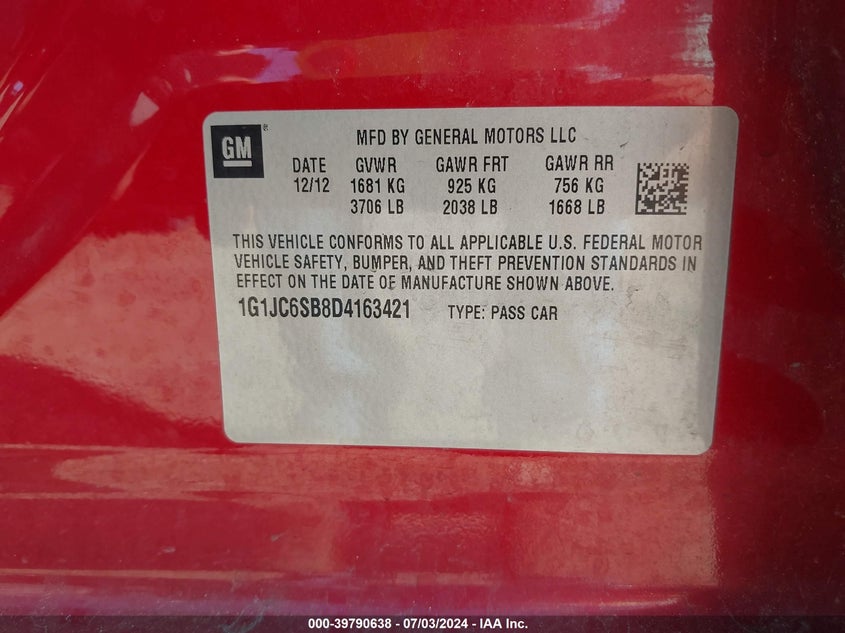 GM
MFD BY GENERAL MOTORS LLC
DATE GVWR GAWR FRT GAWR RR
12/12 1681 KG 925 KG 756 KG
3706 LB 2038 LB 1668 LB
THIS VEHICLE CONFORMS TO ALL APPLICABLE U.S. FEDERAL MOTOR
VEHICLE SAFETY, BUMPER, AND THEFT PREVENTION STANDARDS IN
EFFECT ON THE DATE OF MANUFACTURE SHOWN ABOVE.
1G1JC6SB8D4163421 TYPE: PASS CAR
000-39790638 - 07/03/2024 - IAA Inc.